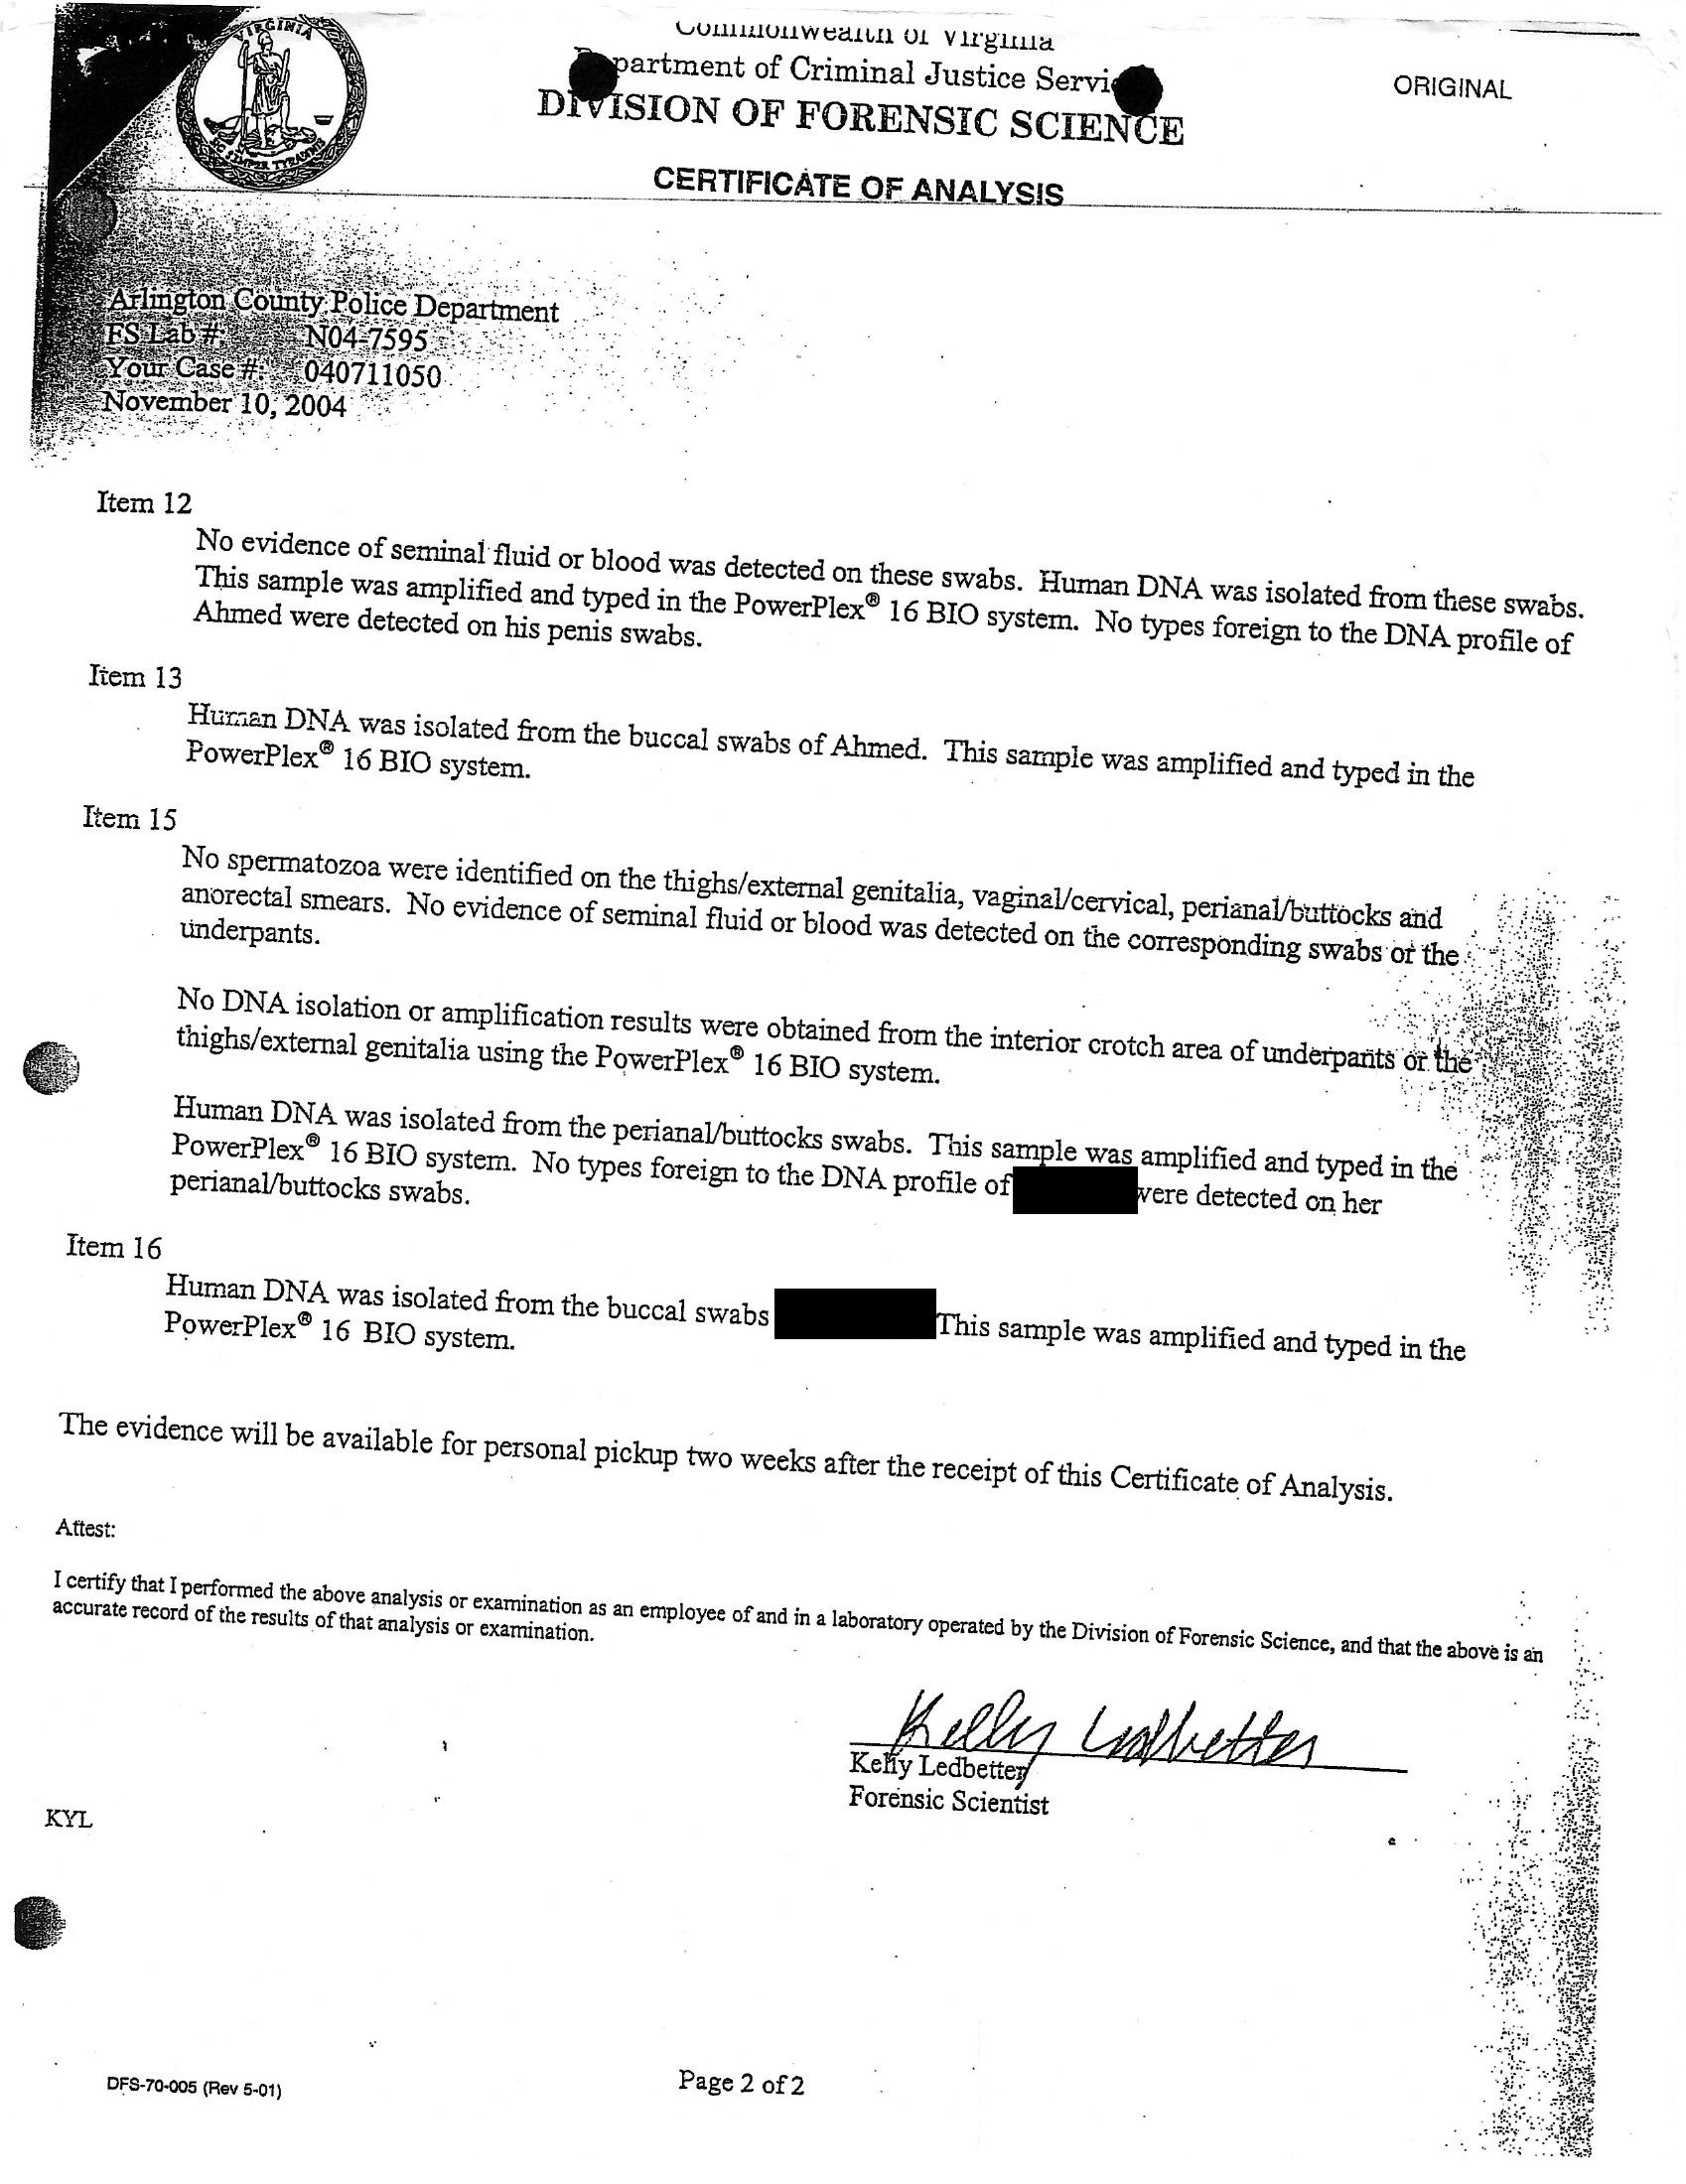 VIRGINIA
SIC SEMPER TYRANNIS
Commonwealth of Virginia
Department of Criminal Justice Servic
ORIGINAL
DIVISION OF FORENSIC SCIENCE
CERTIFICATE OF ANALYSIS
Arlington County Police Department
FS Lab #: N04-7595
Your Case #: 040711050
November 10, 2004
Item 12
No evidence of seminal fluid or blood was detected on these swabs. Human DNA was isolated from these swabs.
This sample was amplified and typed in the PowerPlex® 16 BIO system. No types foreign to the DNA profile of
Ahmed were detected on his penis swabs.
Item 13
Human DNA was isolated from the buccal swabs of Ahmed. This sample was amplified and typed in the
PowerPlex® 16 BIO system.
Item 15
No spermatozoa were identified on the thighs/external genitalia, vaginal/cervical, perianal/buttocks and
anorectal smears. No evidence of seminal fluid or blood was detected on the corresponding swabs or the
underpants.
No DNA isolation or amplification results were obtained from the interior crotch area of underpants or the
thighs/external genitalia using the PowerPlex® 16 BIO system.
Human DNA was isolated from the perianal/buttocks swabs. This sample was amplified and typed in the
PowerPlex® 16 BIO system. No types foreign to the DNA profile of were detected on her
perianal/buttocks swabs.
Item 16
Human DNA was isolated from the buccal swabs This sample was amplified and typed in the
PowerPlex® 16 BIO system.
The evidence will be available for personal pickup two weeks after the receipt of this Certificate of Analysis.
Attest:
I certify that I performed the above analysis or examination as an employee of and in a laboratory operated by the Division of Forensic Science, and that the above is an
accurate record of the results of that analysis or examination.
Kelly Ledbetter
Kelly Ledbetter
Forensic Scientist
KYL
DFS-70-005 (Rev 5-01)
Page 2 of 2